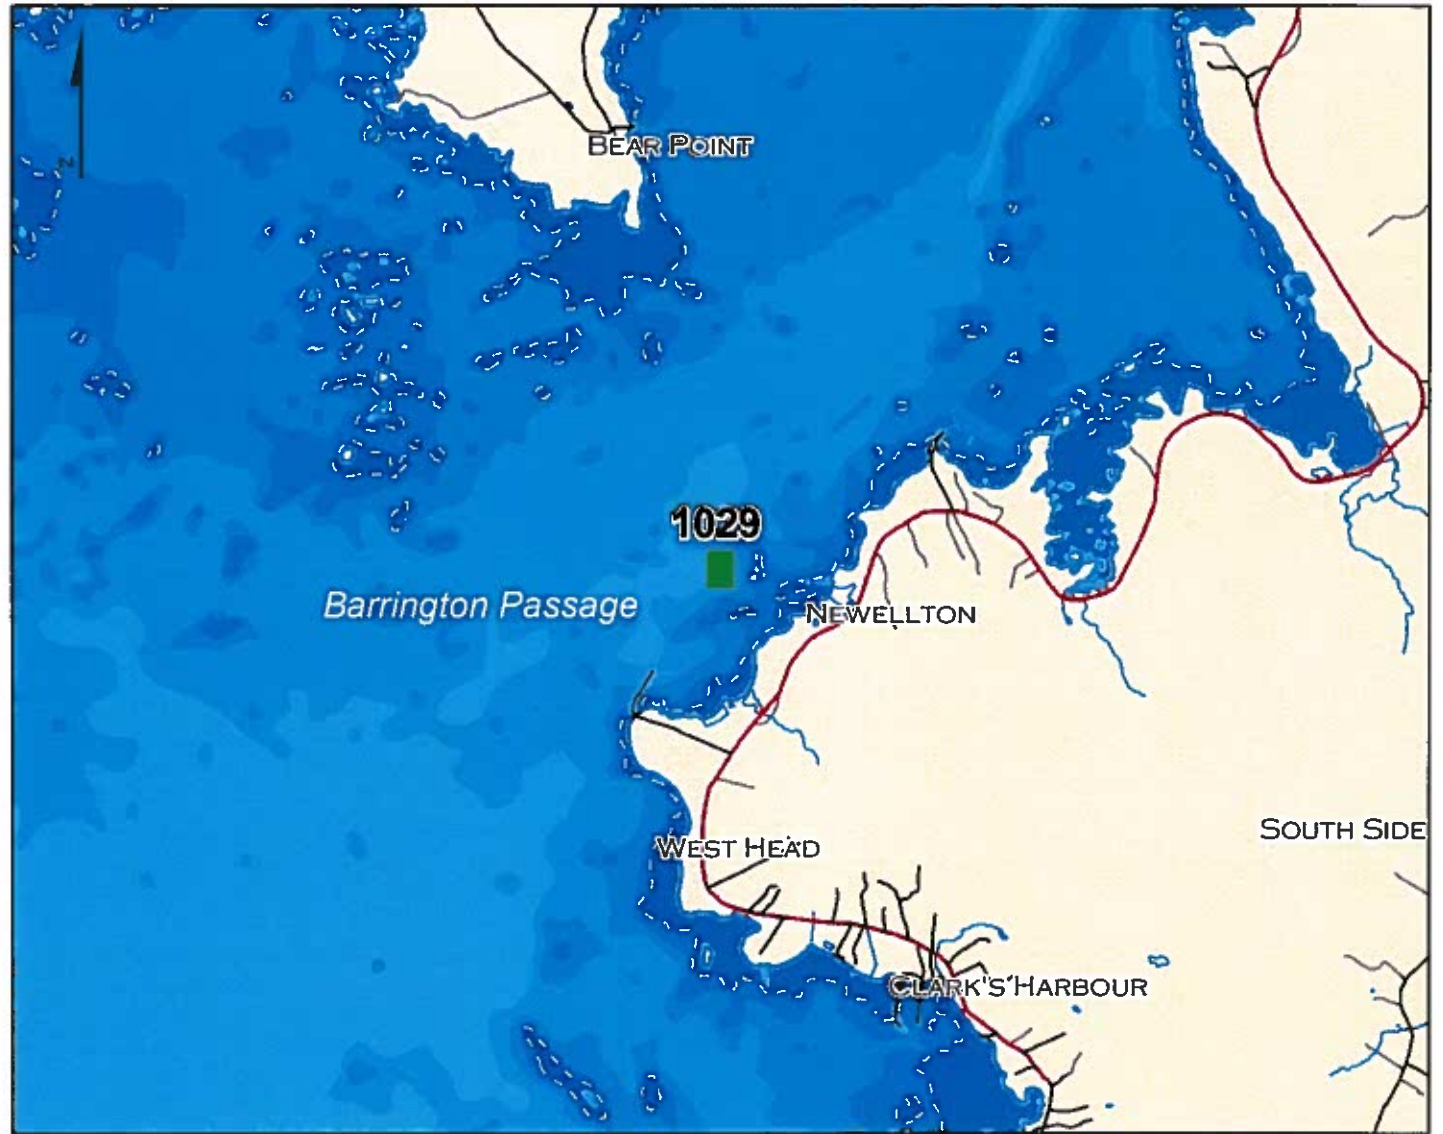 BEAR POINT
N
1029
Barrington Passage
NEWELLTON
SOUTH SIDE
WEST HEAD
CLARK'S HARBOUR